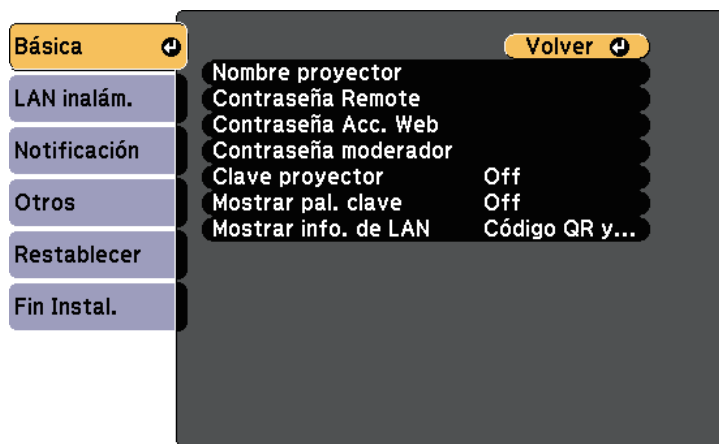 Básica
LAN inalám.
Notificación
Otros
Restablecer
Fin Instal.
Volver
Nombre proyector
Contraseña Remote
Contraseña Acc. Web
Contraseña moderador
Clave proyector Off
Mostrar pal. clave Off
Mostrar info. de LAN Código QR y...